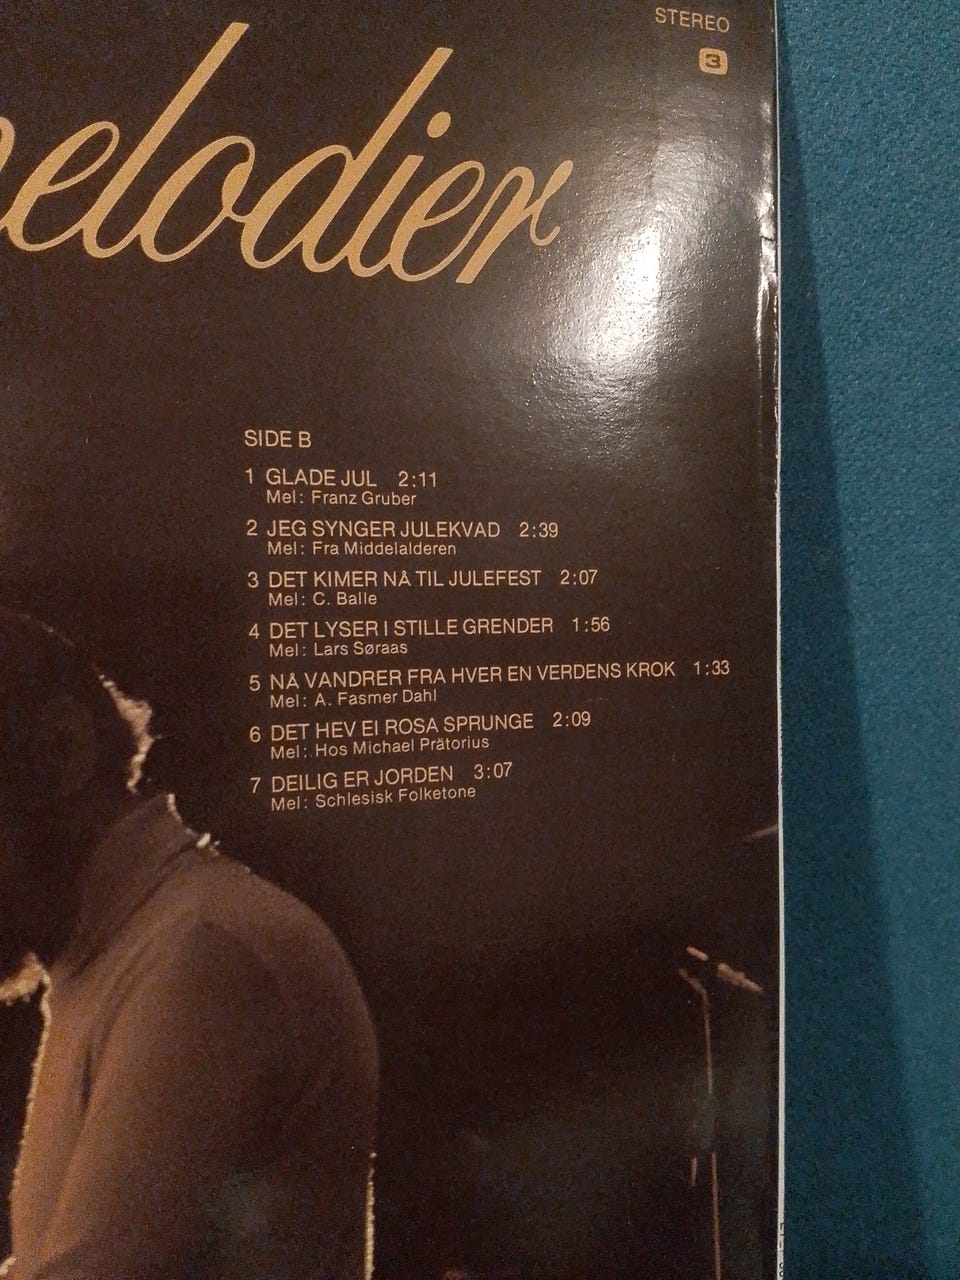 STEREO
3
melodier
SIDE B
1 GLADE JUL 2:11
Mel: Franz Gruber
2 JEG SYNGER JULEKVAD 2:39
Mel: Fra Middelalderen
3 DET KIMER NÅ TIL JULEFEST 2:07
Mel: C. Balle
4 DET LYSER I STILLE GRENDER 1:56
Mel: Lars Søraas
5 NÅ VANDRER FRA HVER EN VERDENS KROK 1:33
Mel: A. Fasmer Dahl
6 DET HEV EI ROSA SPRUNGE 2:09
Mel: Hos Michael Prätorius
7 DEILIG ER JORDEN 3:07
Mel: Schlesisk Folketone